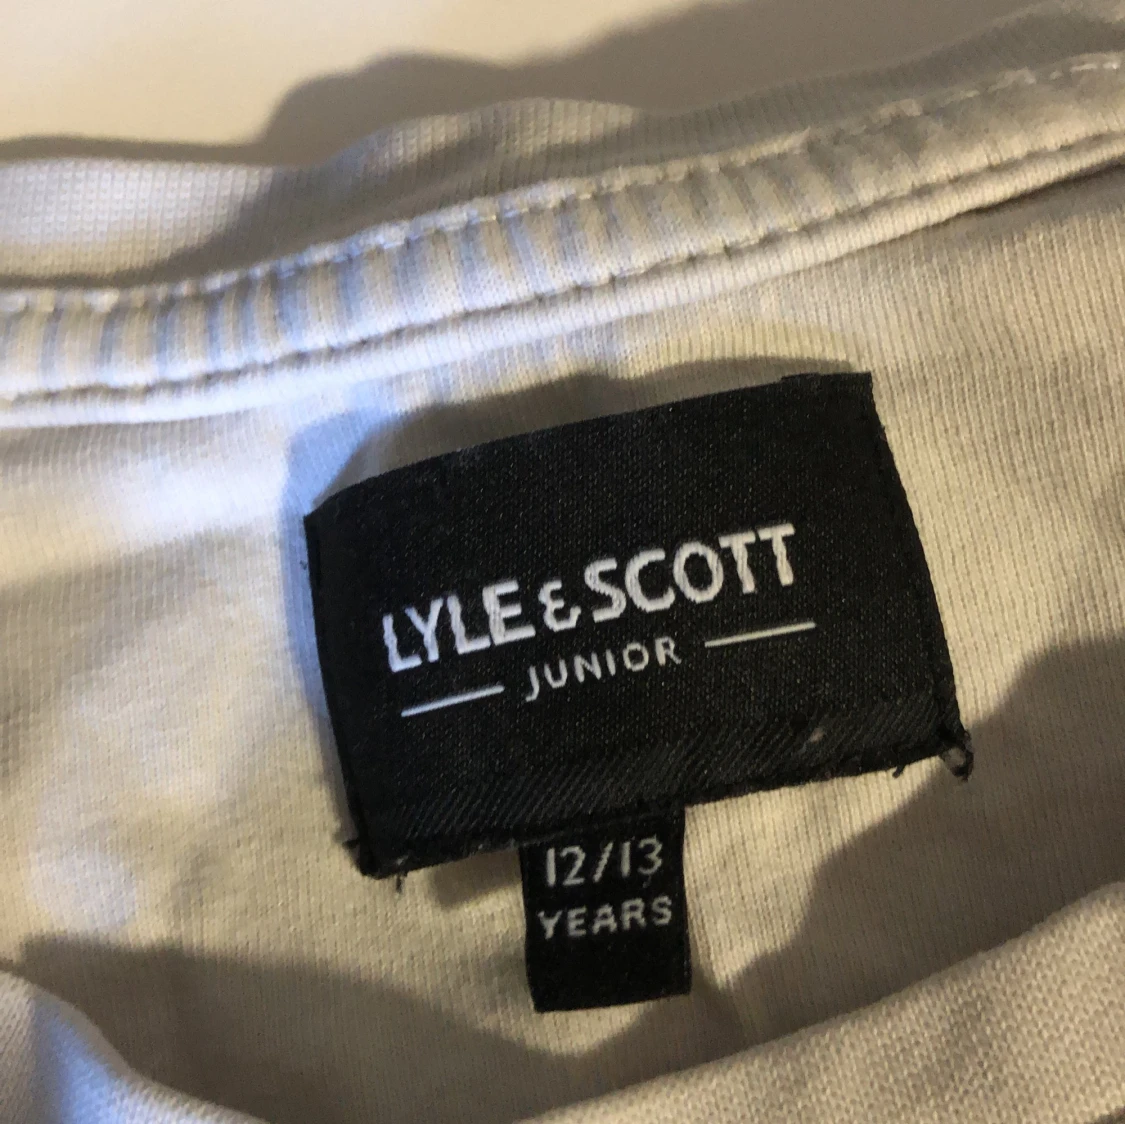 LYLE & SCOTT
JUNIOR
12/13
YEARS